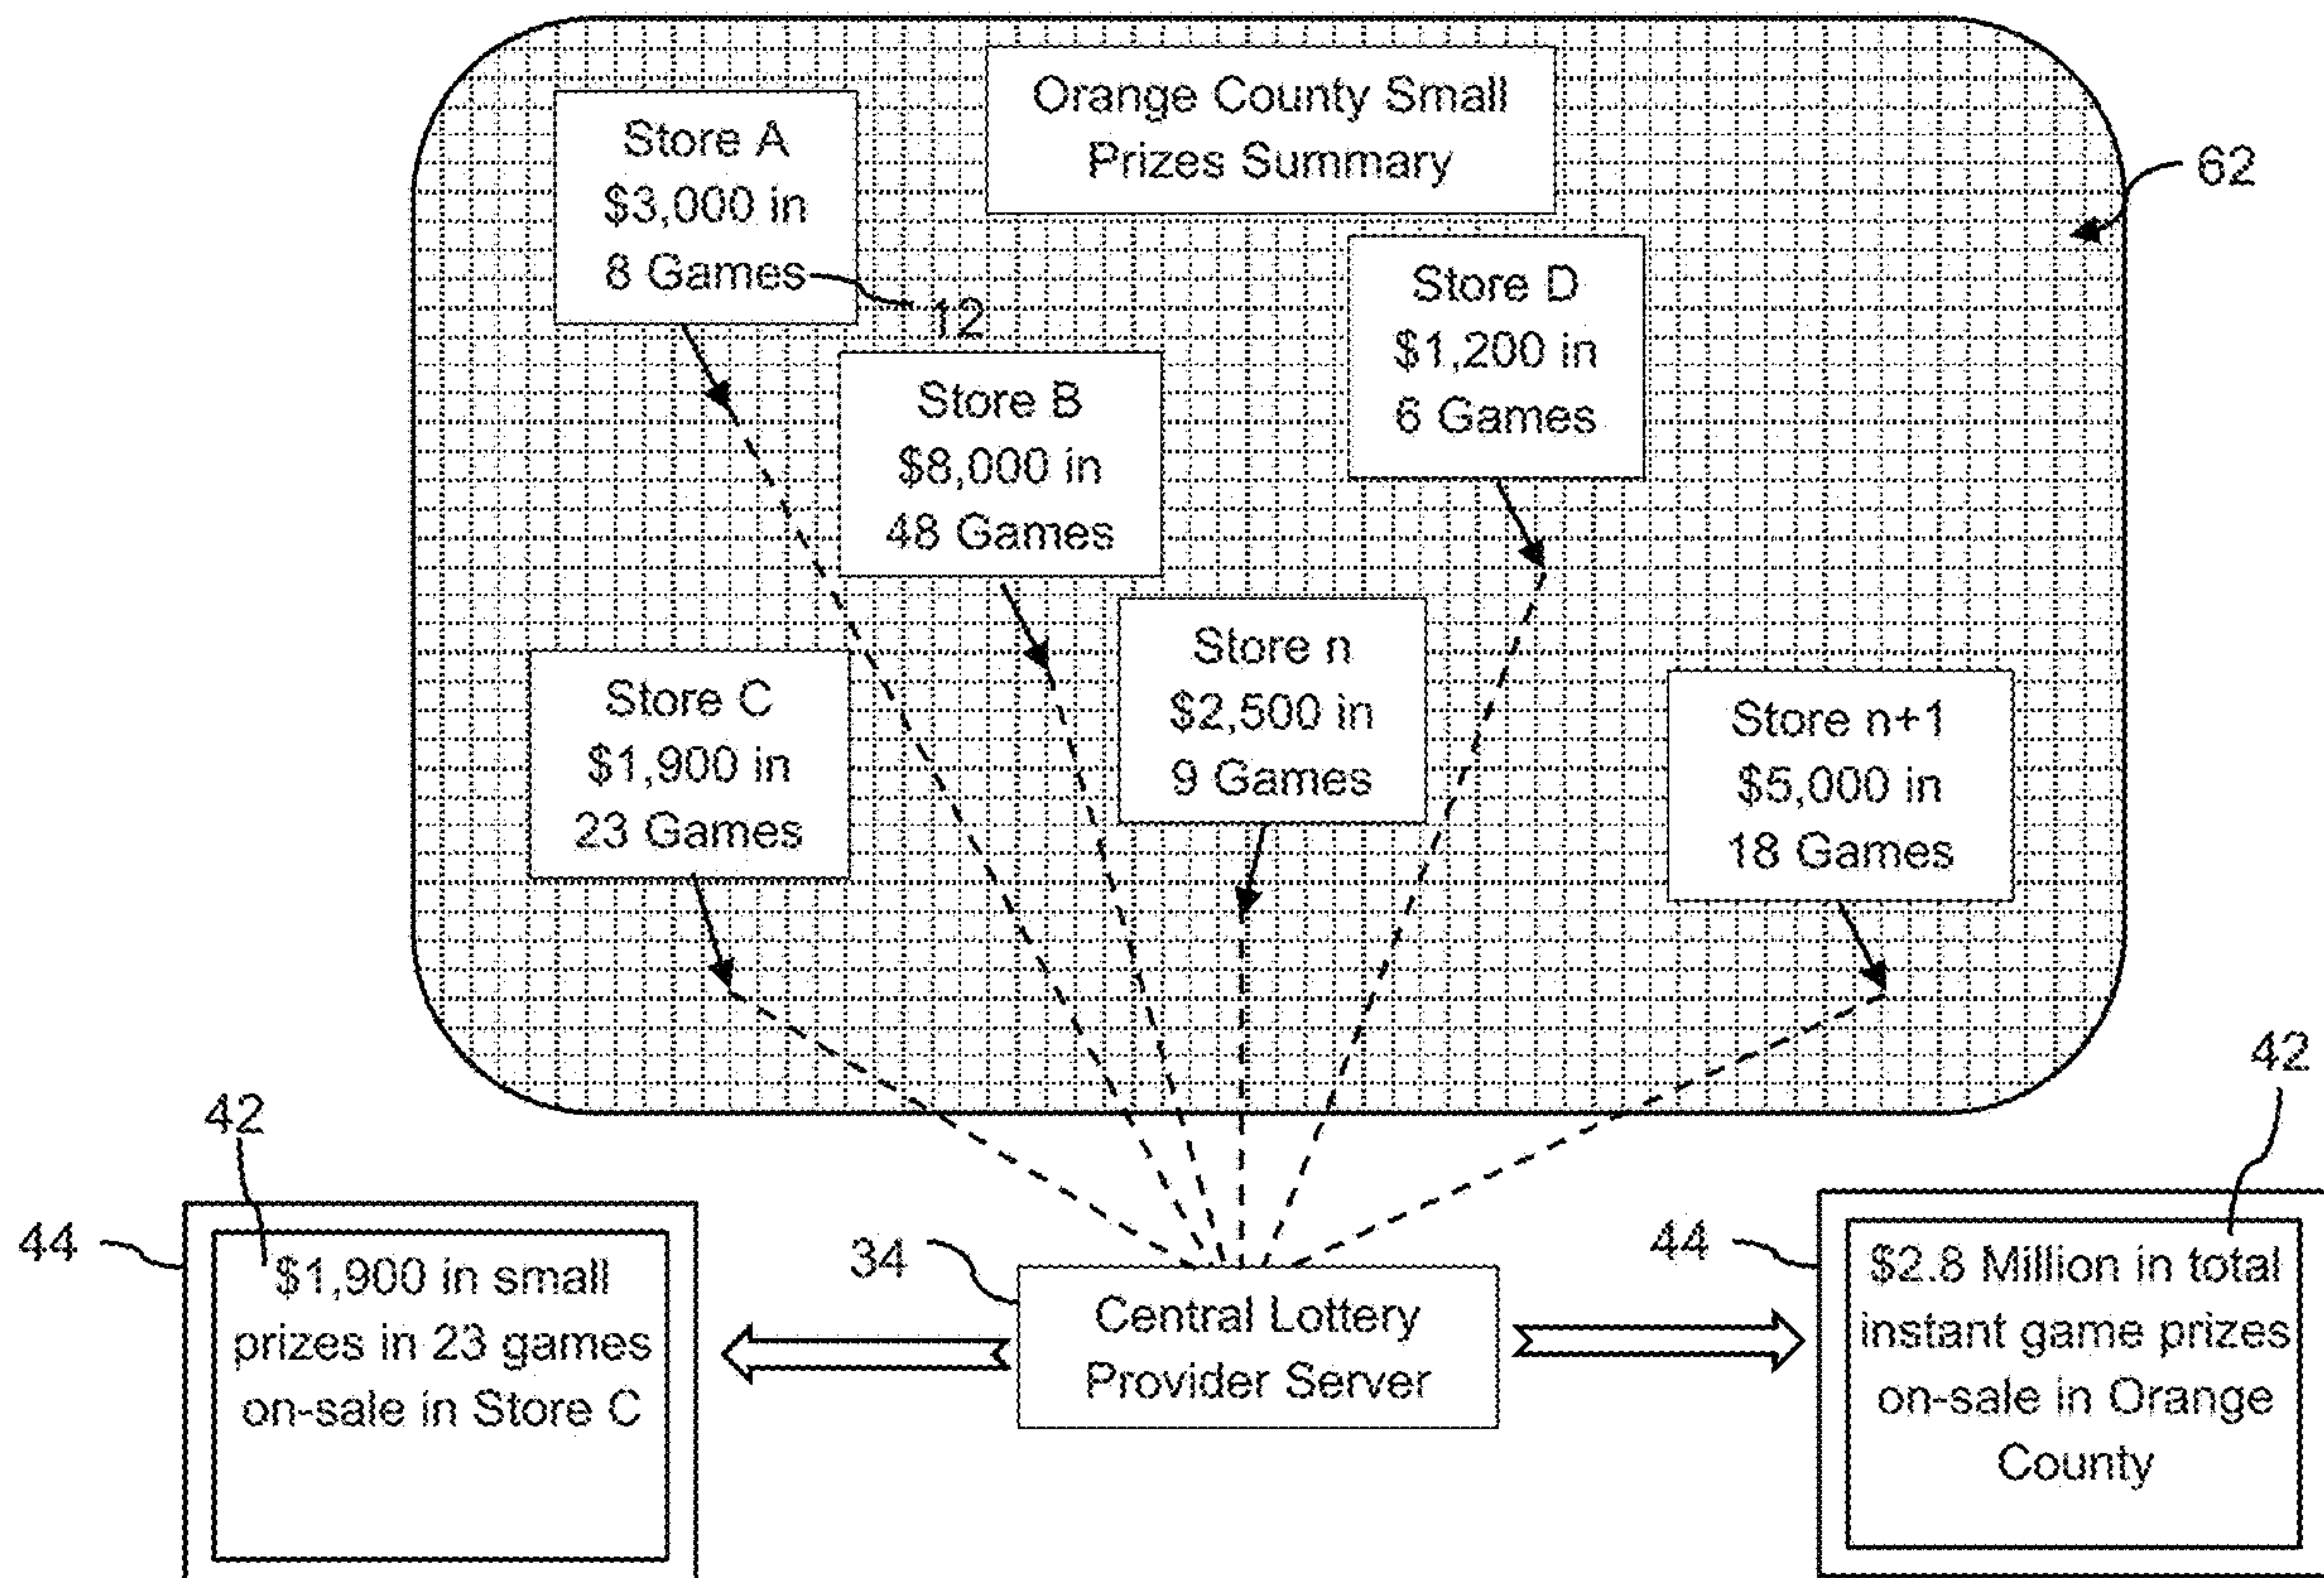 Orange County Small
Prizes Summary
62
Store A
$3,000 in
8 Games
12
Store D
$1,200 in
6 Games
Store B
$8,000 in
48 Games
Store n
$2,500 in
9 Games
Store C
$1,900 in
23 Games
Store n+1
$5,000 in
18 Games
42
44
$1,900 in small
prizes in 23 games
on-sale in Store C
34
Central Lottery
Provider Server
42
44
$2.8 Million in total
instant game prizes
on-sale in Orange
County